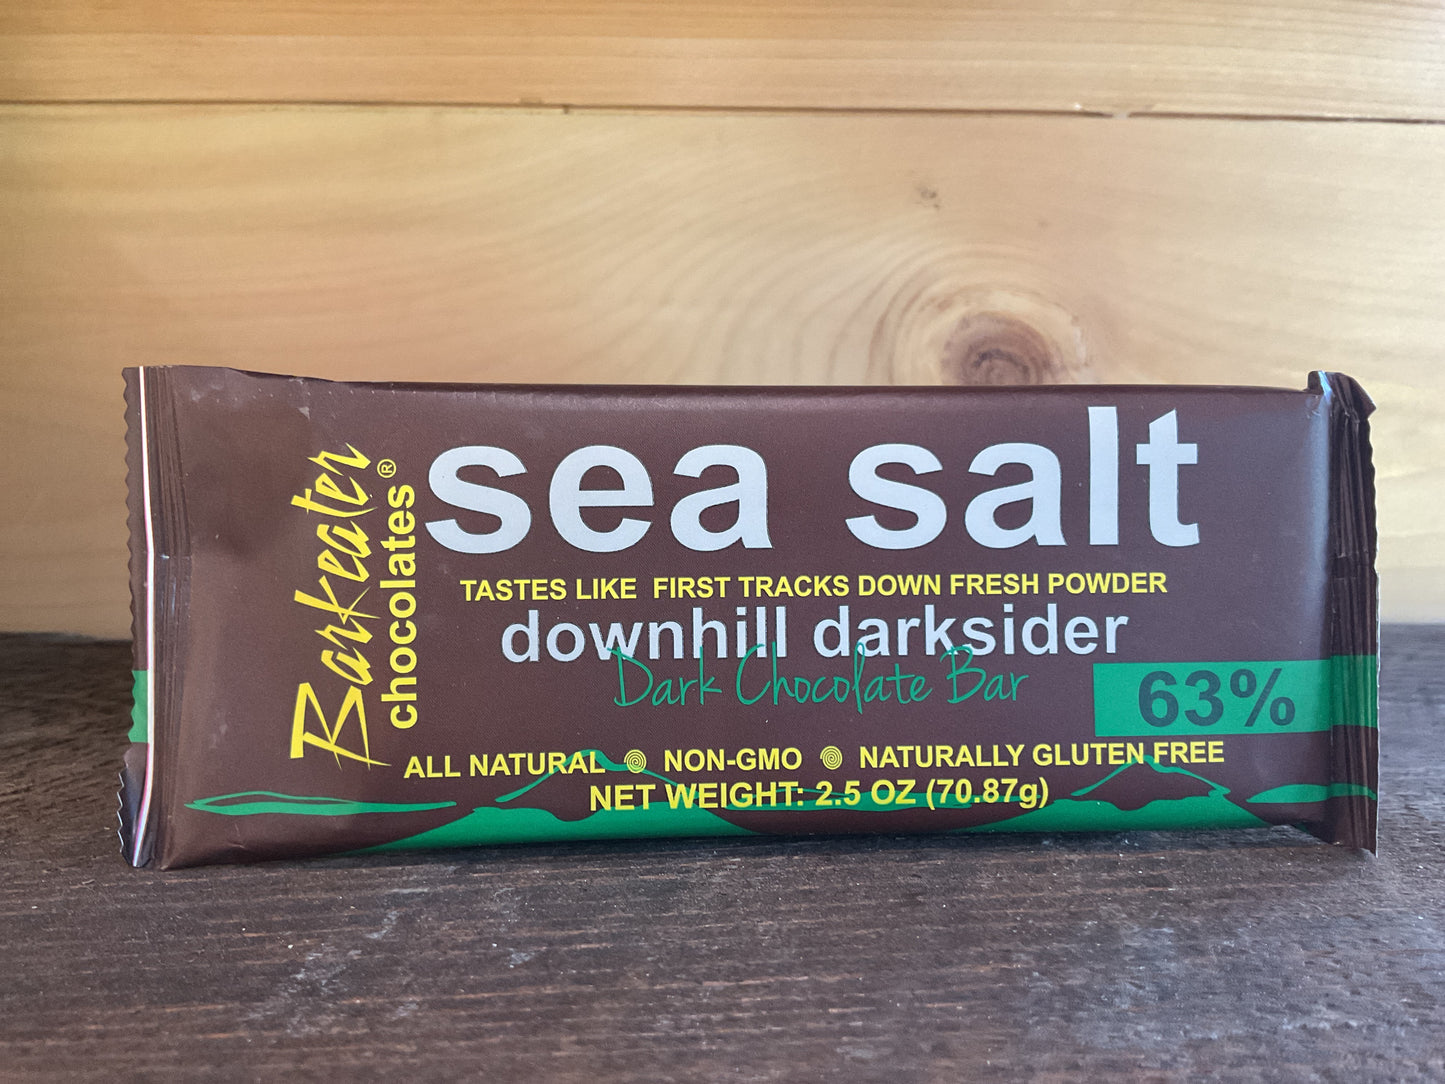 Barkeater
chocolates®
sea salt
TASTES LIKE FIRST TRACKS DOWN FRESH POWDER
downhill darksider
Dark Chocolate Bar
63%
ALL NATURAL NON-GMO NATURALLY GLUTEN FREE
NET WEIGHT: 2.5 OZ (70.87g)